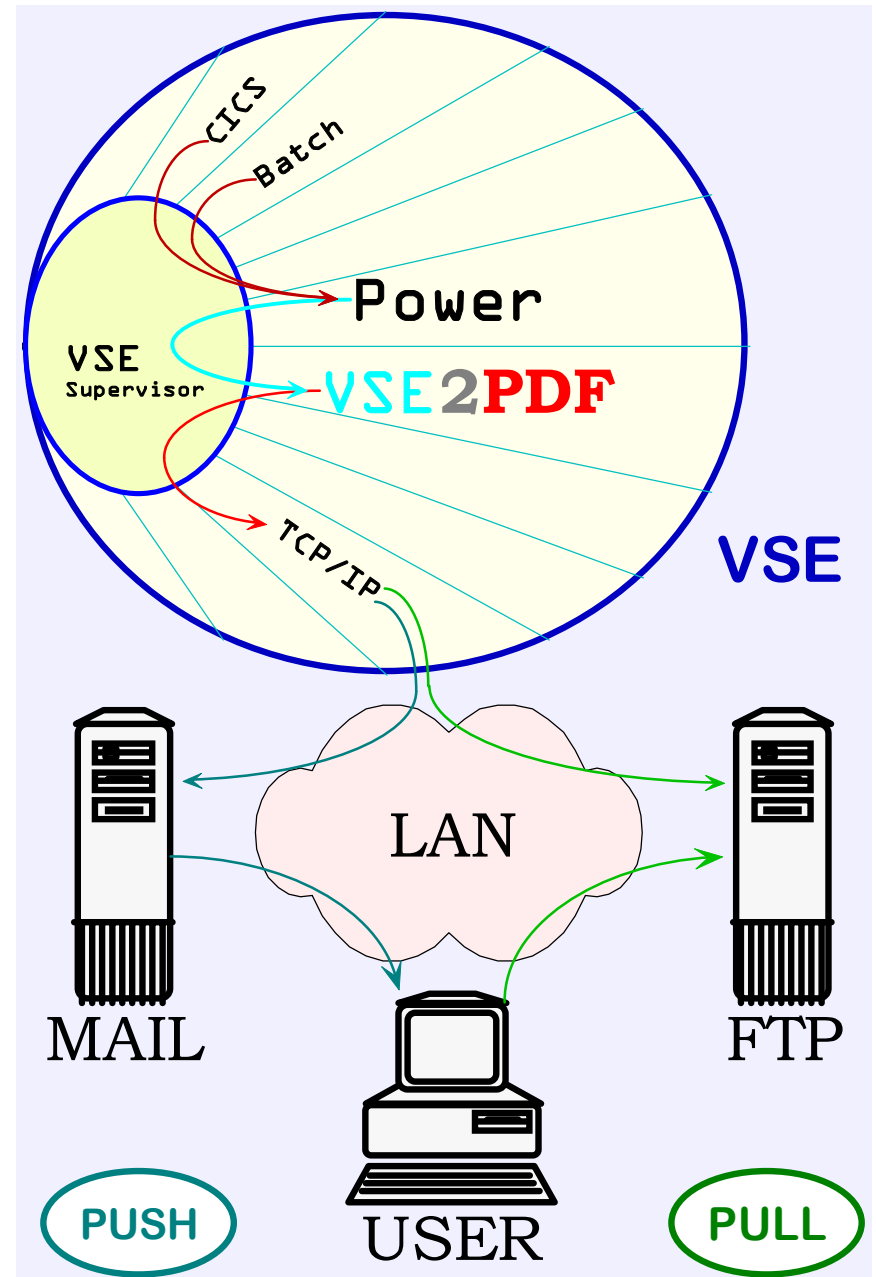 CICS
Batch
Power
VSE
Supervisor
VSE2PDF
TCP/IP
VSE
LAN
MAIL
FTP
USER
PUSH
PULL